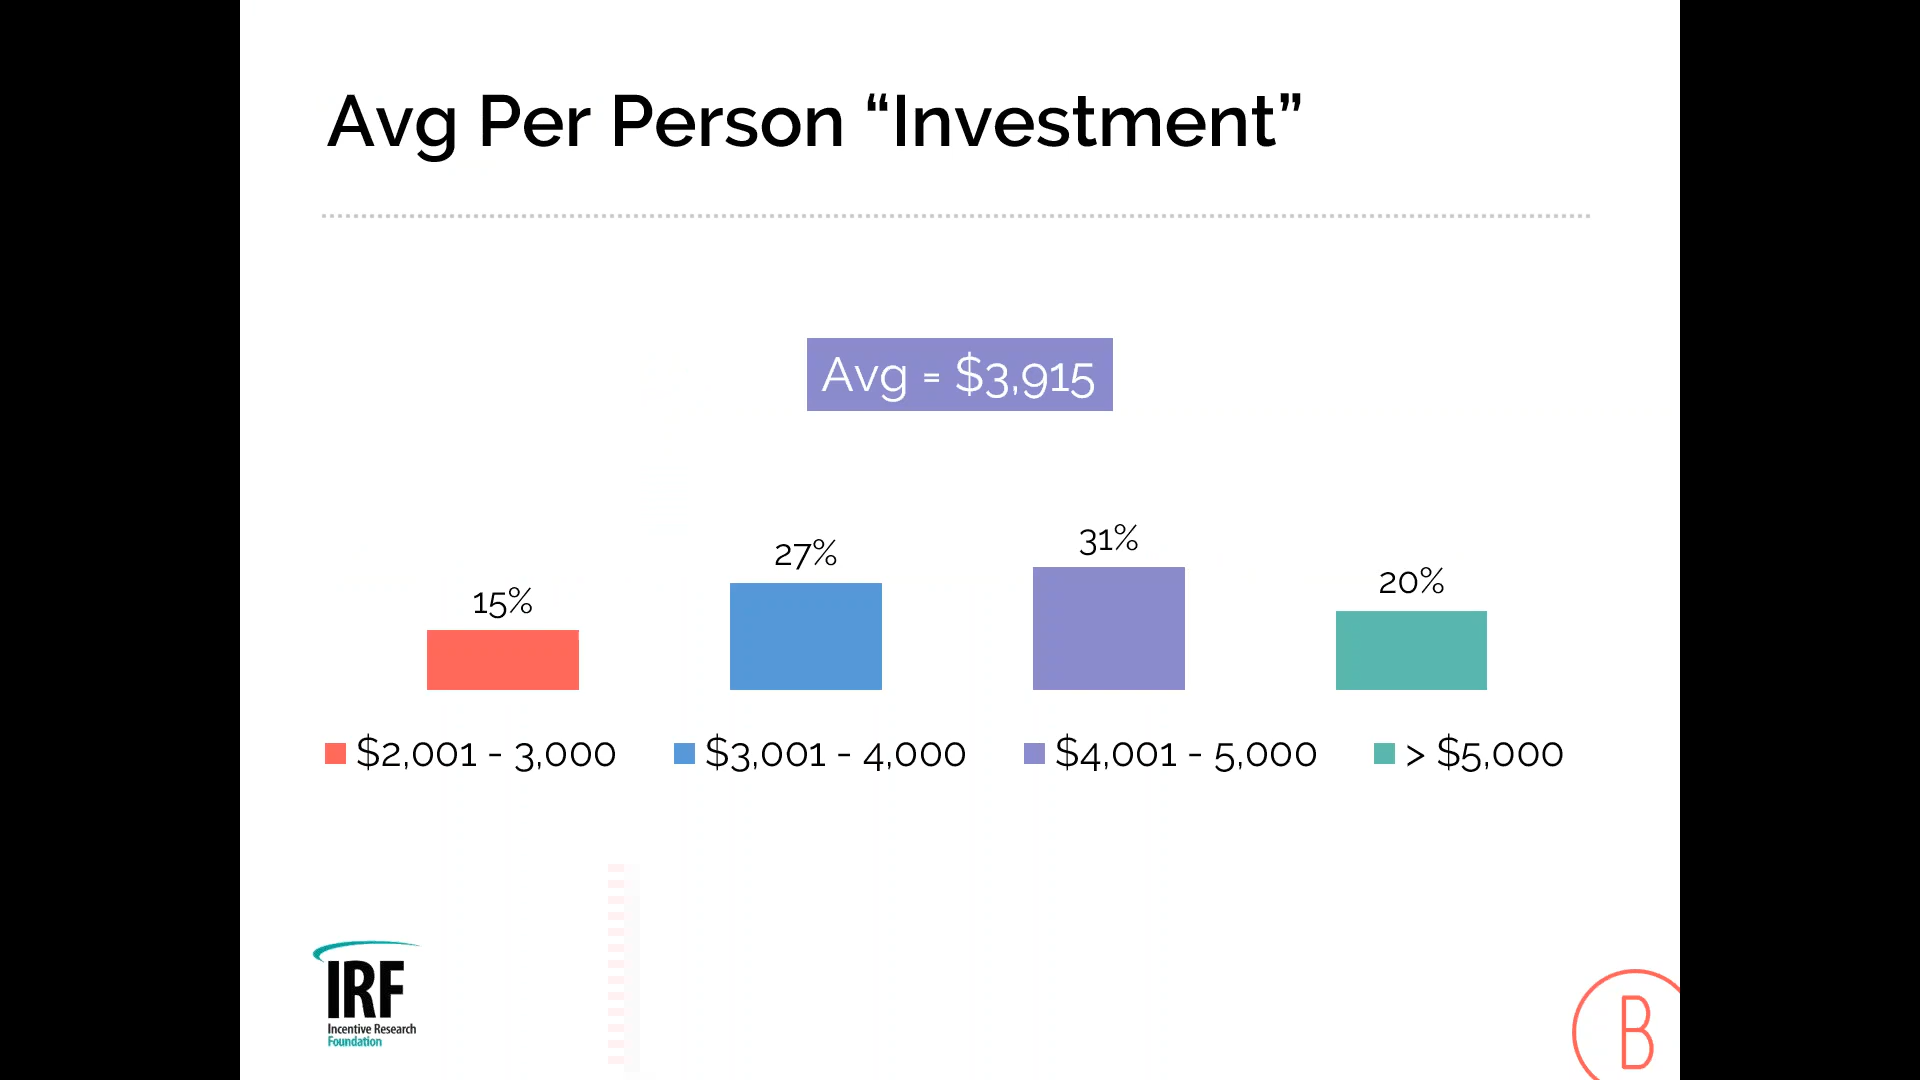 Avg Per Person “Investment”
Avg = $3,915
15%
27%
31%
20%
$2,001 - 3,000
$3,001 - 4,000
$4,001 - 5,000
> $5,000
IRF
Incentive Research
Foundation
B